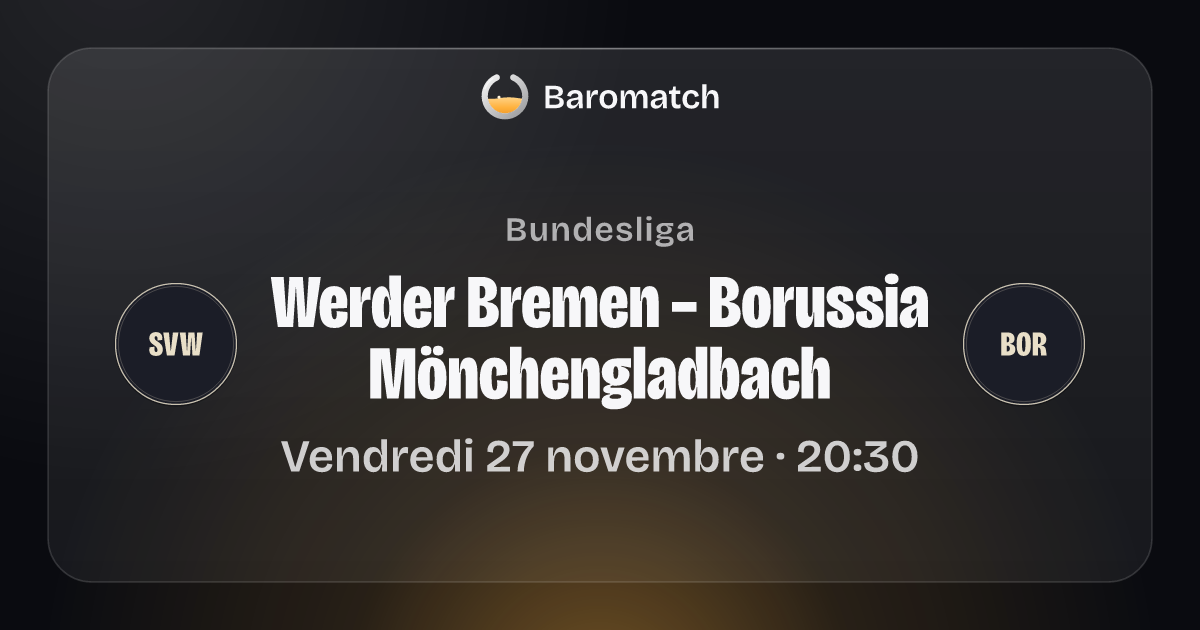 Baromatch
Bundesliga
SVW
Werder Bremen – Borussia
Mönchengladbach
BOR
Vendredi 27 novembre · 20:30